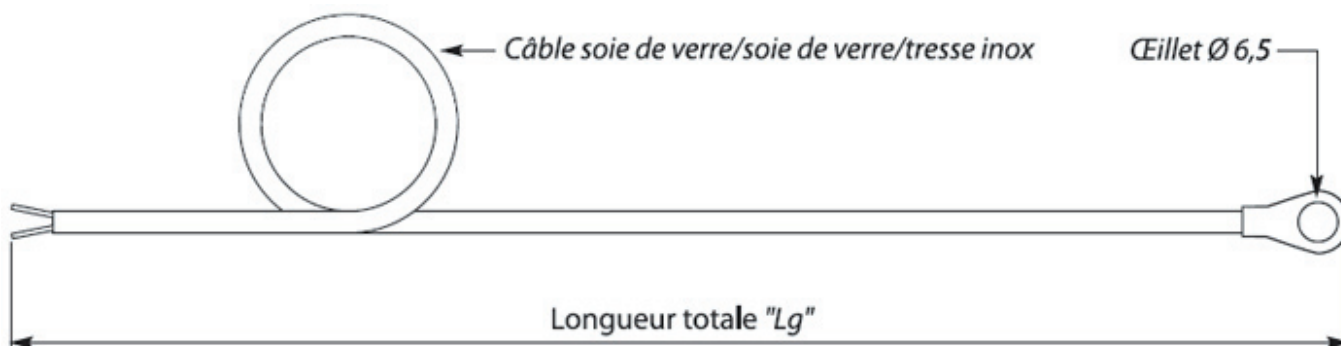 Câble soie de verre/soie de verre/tresse inox
Œillet Ø 6,5
Longueur totale "Lg"